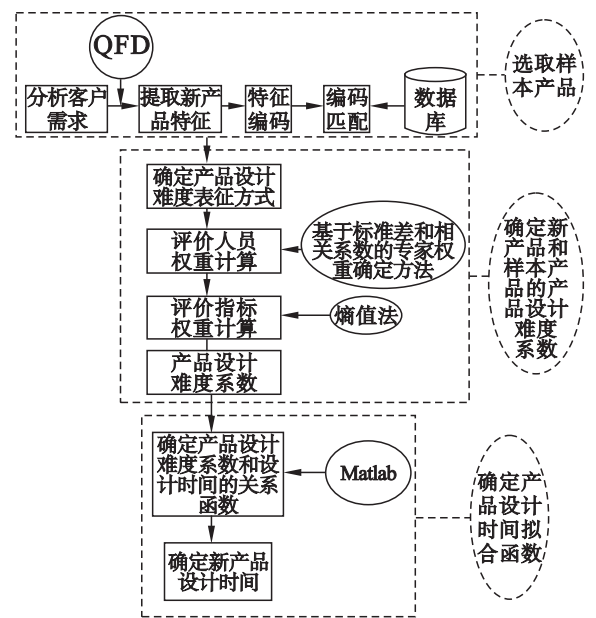 QFD
分析客户
需求
提取新产
品特征
特征
编码
编码
匹配
数据
库
选取样
本产品
确定产品设计
难度表征方式
评价人员
权重计算
基于标准差和相
关系数的专家权
重确定方法
评价指标
权重计算
熵值法
产品设计
难度系数
确定新
产品和
样本产
品的产
品设计
难度
系数
确定产品设计
难度系数和设
计时间的关系
函数
Matlab
确定新产品
设计时间
确定产
品设计
时间拟
合函数